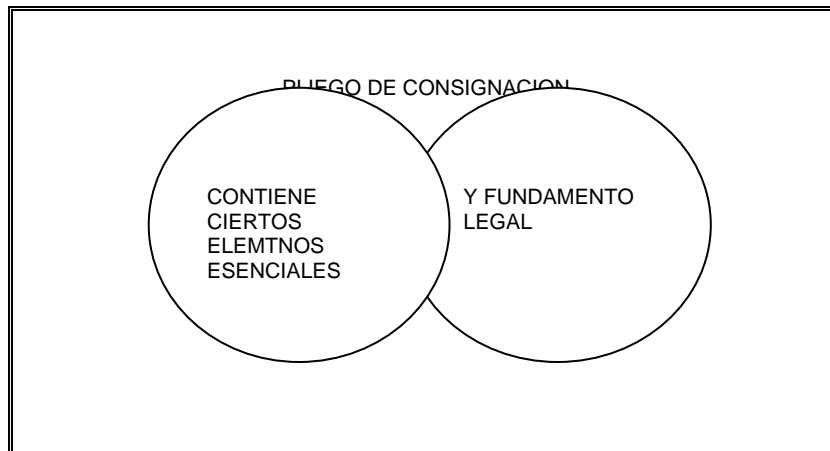 PLIEGO DE CONSIGNACION
CONTIENE
CIERTOS
ELEMTNOS
ESENCIALES
Y FUNDAMENTO
LEGAL